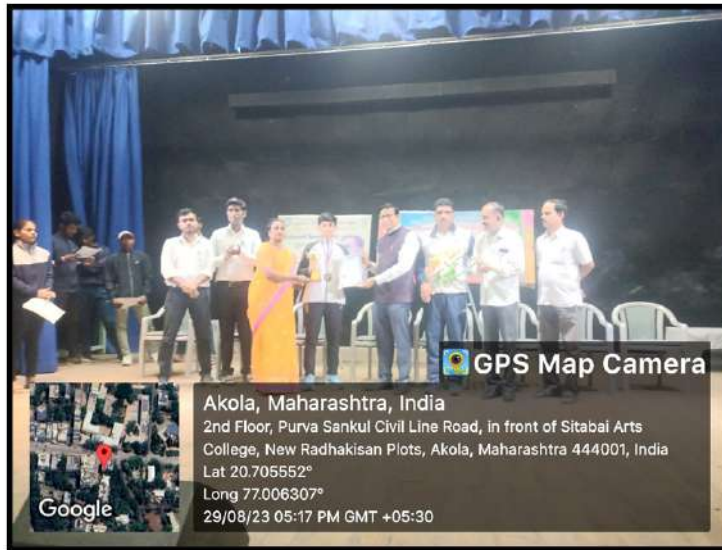 GPS Map Camera
Akola, Maharashtra, India
2nd Floor, Purva Sankul Civil Line Road, in front of Sitabai Arts
College, New Radhakisan Plots, Akola, Maharashtra 444001, India
Lat 20.705552°
Long 77.006307°
29/08/23 05:17 PM GMT +05:30
Google